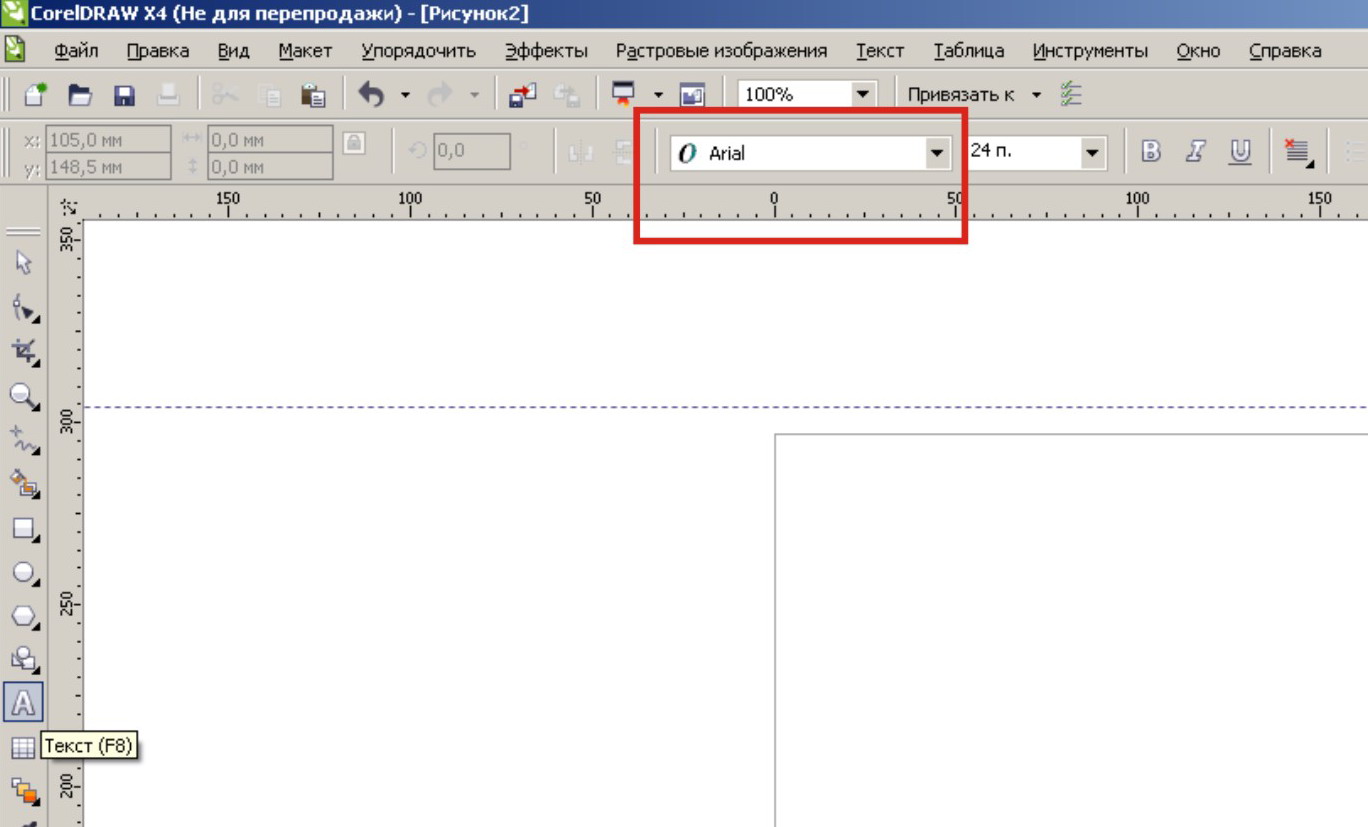 CorelDRAW X4 (Не для перепродажи) - [Рисунок2]
Файл Правка Вид Макет Упорядочить Эффекты Растровые изображения Текст Таблица Инструменты Окно Справка
100% Привязать к
x: 105,0 мм 0,0 мм
y: 148,5 мм 0,0 мм
0,0 °
O Arial 24 п. B I U
150 100 50 0 50 100 150
350
300
250
A
Текст (F8)
200